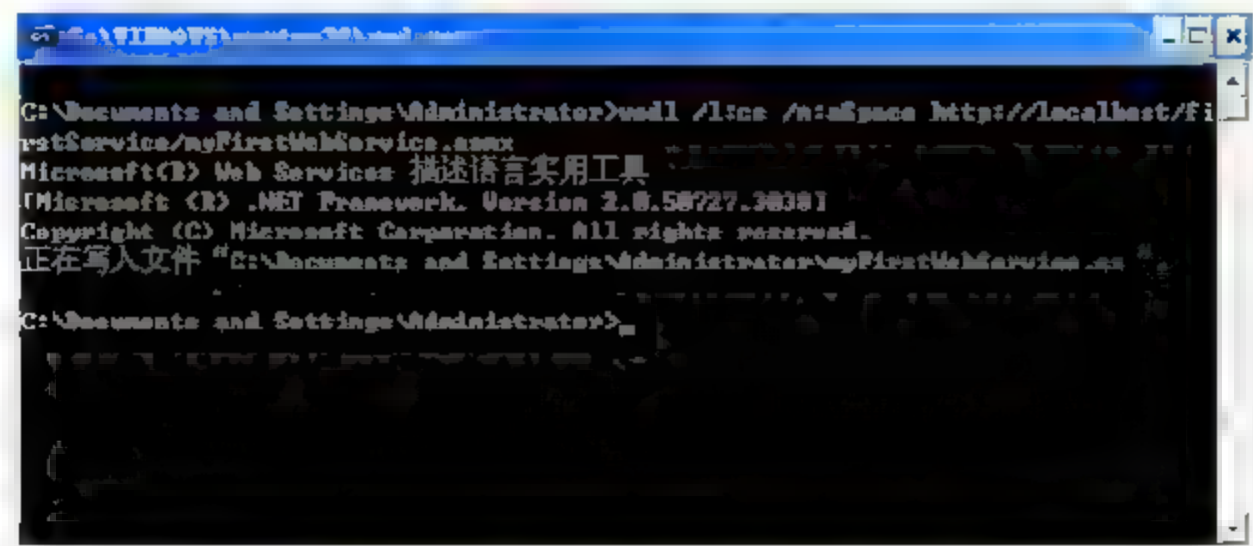 C:\Documents and Settings\Administrator>wsdl /l:cs /n:mSpace http://localhost/fi
rstService/myFirstWebService.asmx
Microsoft(R) Web Services 描述语言实用工具
[Microsoft (R) .NET Framework, Version 2.0.50727.3038]
Copyright (C) Microsoft Corporation. All rights reserved.
正在写入文件“C:\Documents and Settings\Administrator\myFirstWebService.cs”
C:\Documents and Settings\Administrator>